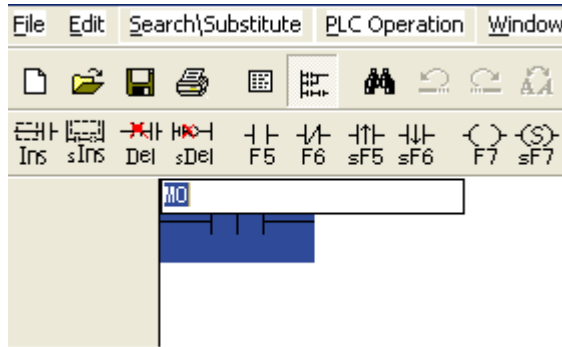 File Edit Search\Substitute PLC Operation Window
Ins sIns Del sDel F5 F6 sF5 sF6 F7 sF7
M0